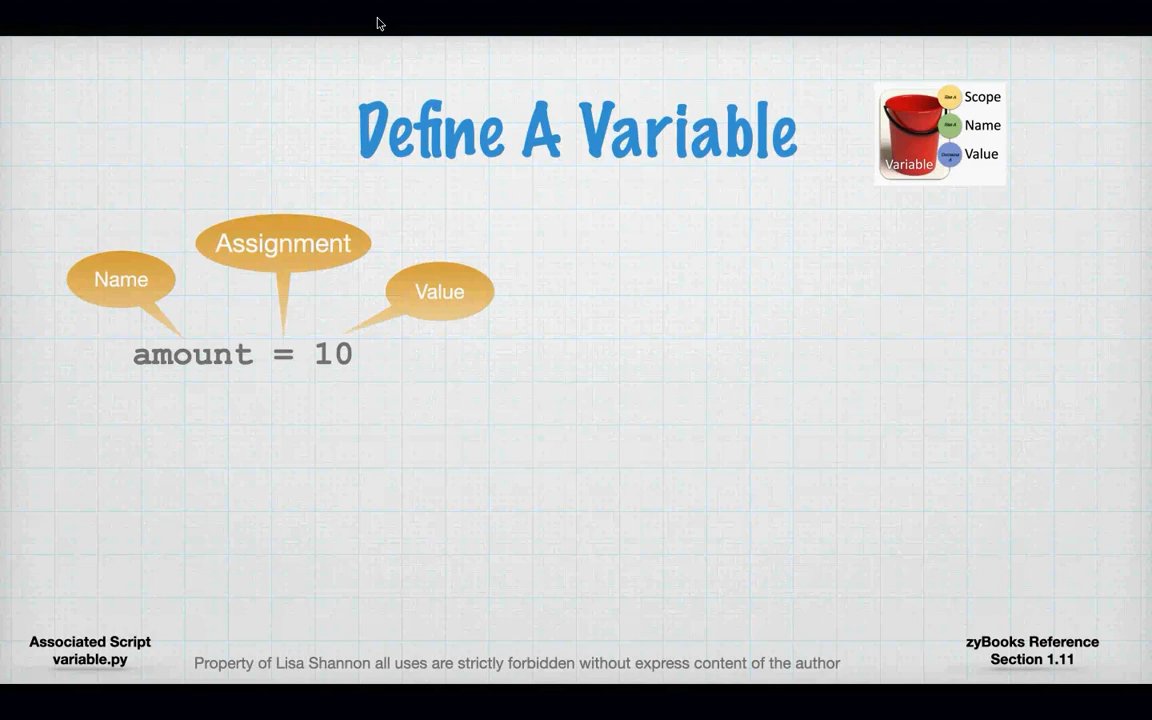 Define A Variable
Scope
Name
Value
Variable
Assignment
Name
Value
amount = 10
Associated Script
variable.py
Property of Lisa Shannon all uses are strictly forbidden without express content of the author
zyBooks Reference
Section 1.11